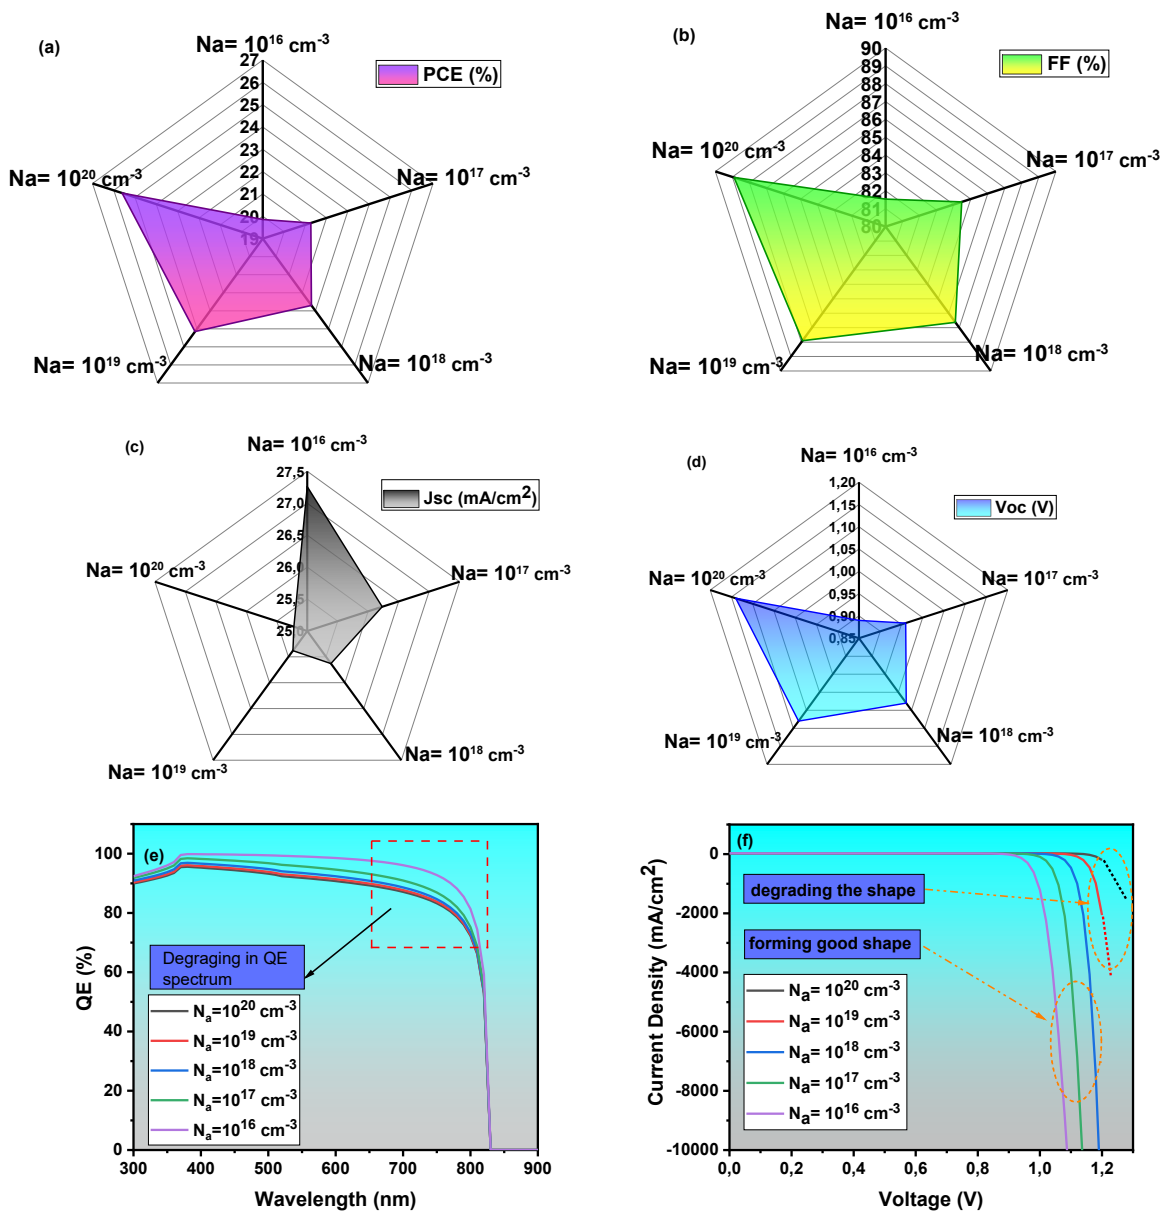 (a)
Na= 10¹⁶ cm⁻³
27
26
25
24
23
22
21
20
19
PCE (%)
Na= 10¹⁷ cm⁻³
Na= 10¹⁸ cm⁻³
Na= 10¹⁹ cm⁻³
Na= 10²⁰ cm⁻³
(b)
Na= 10¹⁶ cm⁻³
90
89
88
87
86
85
84
83
82
81
80
FF (%)
Na= 10¹⁷ cm⁻³
Na= 10¹⁸ cm⁻³
Na= 10¹⁹ cm⁻³
Na= 10²⁰ cm⁻³
(c)
Na= 10¹⁶ cm⁻³
27,5
27,0
26,5
26,0
25,5
25,0
Jsc (mA/cm²)
Na= 10¹⁷ cm⁻³
Na= 10¹⁸ cm⁻³
Na= 10¹⁹ cm⁻³
Na= 10²⁰ cm⁻³
(d)
Na= 10¹⁶ cm⁻³
1,20
1,15
1,10
1,05
1,00
0,95
0,90
0,85
Voc (V)
Na= 10¹⁷ cm⁻³
Na= 10¹⁸ cm⁻³
Na= 10¹⁹ cm⁻³
Na= 10²⁰ cm⁻³
(e)
QE (%)
100
80
60
40
20
0
Degraging in QE
spectrum
Nₐ=10²⁰ cm⁻³
Nₐ=10¹⁹ cm⁻³
Nₐ=10¹⁸ cm⁻³
Nₐ=10¹⁷ cm⁻³
Nₐ=10¹⁶ cm⁻³
300 400 500 600 700 800 900
Wavelength (nm)
(f)
Current Density (mA/cm²)
0
-2000
-4000
-6000
-8000
-10000
degrading the shape
forming good shape
Nₐ= 10²⁰ cm⁻³
Nₐ= 10¹⁹ cm⁻³
Nₐ= 10¹⁸ cm⁻³
Nₐ= 10¹⁷ cm⁻³
Nₐ= 10¹⁶ cm⁻³
0,0 0,2 0,4 0,6 0,8 1,0 1,2
Voltage (V)